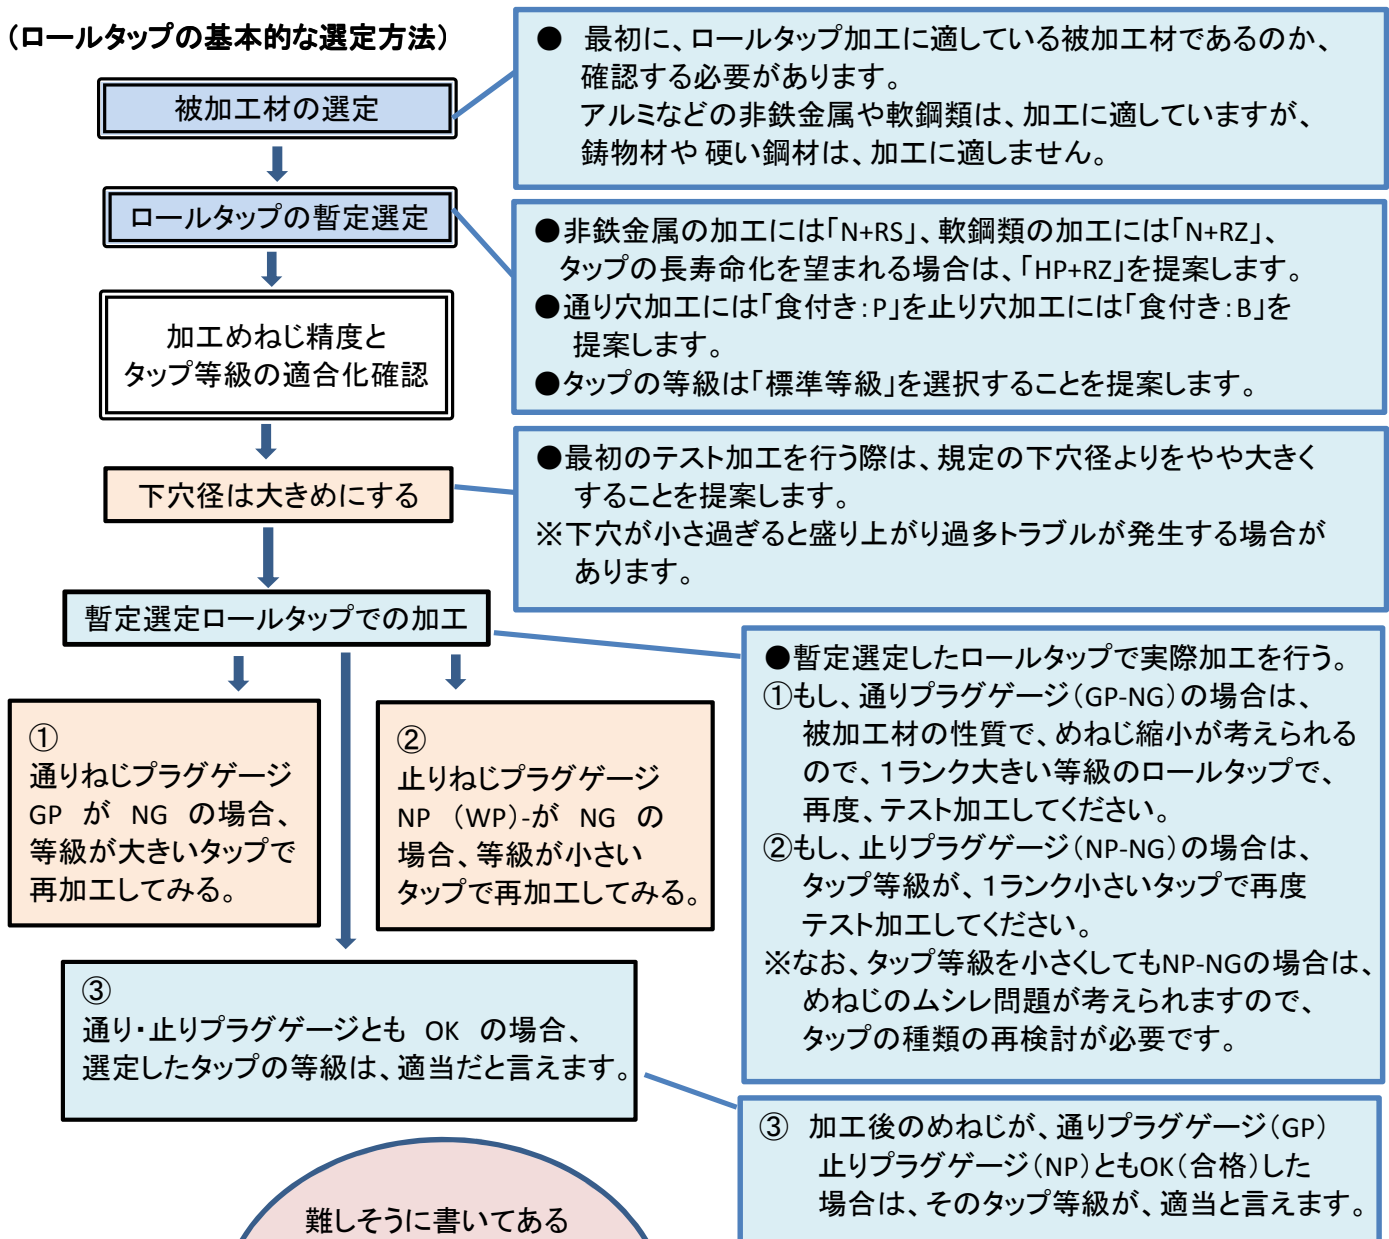 （ロールタップの基本的な選定方法）
被加工材の選定
● 最初に、ロールタップ加工に適している被加工材であるのか、
確認する必要があります。
アルミなどの非鉄金属や軟鋼類は、加工に適していますが、
鋳物材や 硬い鋼材は、加工に適しません。
ロールタップの暫定選定
●非鉄金属の加工には「N+RS」、軟鋼類の加工には「N+RZ」、
タップの長寿命化を望まれる場合は、「HP+RZ」を提案します。
●通り穴加工には「食付き：P」を止り穴加工には「食付き：B」を
提案します。
●タップの等級は「標準等級」を選択することを提案します。
加工めねじ精度と
タップ等級の適合化確認
下穴径は大きめにする
●最初のテスト加工を行う際は、規定の下穴径よりをやや大きく
することを提案します。
※下穴が小さ過ぎると盛り上がり過多トラブルが発生する場合が
あります。
暫定選定ロールタップでの加工
●暫定選定したロールタップで実際加工を行う。
①もし、通りプラグゲージ（GP-NG）の場合は、
被加工材の性質で、めねじ縮小が考えられる
ので、１ランク大きい等級のロールタップで、
再度、テスト加工してください。
②もし、止りプラグゲージ（NP-NG）の場合は、
タップ等級が、１ランク小さいタップで再度
テスト加工してください。
※なお、タップ等級を小さくしてもNP-NGの場合は、
めねじのムシレ問題が考えられますので、
タップの種類の再検討が必要です。
①
通りねじプラグゲージ
GP が NG の場合、
等級が大きいタップで
再加工してみる。
②
止りねじプラグゲージ
NP （WP）-が NG の
場合、等級が小さい
タップで再加工してみる。
③
通り・止りプラグゲージとも OK の場合、
選定したタップの等級は、適当だと言えます。
③ 加工後のめねじが、通りプラグゲージ（GP）
止りプラグゲージ（NP）ともOK（合格）した
場合は、そのタップ等級が、適当と言えます。
難しそうに書いてある